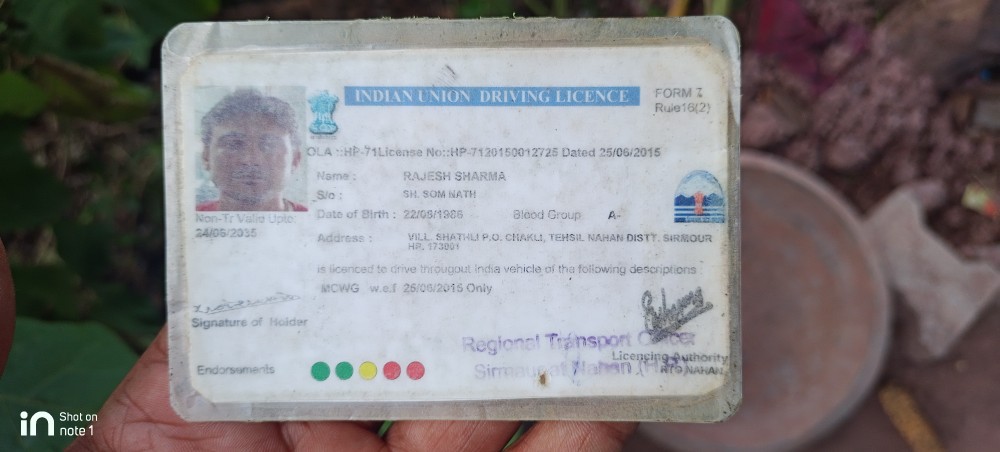 INDIAN UNION DRIVING LICENCE
FORM 7
Rule16(2)
OLA ::HP-71License No::HP-7120150012725 Dated 25/06/2015
Name : RAJESH SHARMA
S/o : SH. SOM NATH
Date of Birth : 22/06/1986 Blood Group A-
Non-Tr Valid Upto:
24/06/2035
Address : VILL. SHATHLI P.O. CHAKLI, TEHSIL NAHAN DISTT. SIRMOUR
HP. 173001
is licenced to drive througout India vehicle of the following descriptions
MCWG w.e.f 25/06/2015 Only
Signature of Holder
Regional Transport Officer
Licencing Authority
Sirmaur at Nahan (H.P.)
RTO NAHAN
Endorsements
in Shot on
note 1